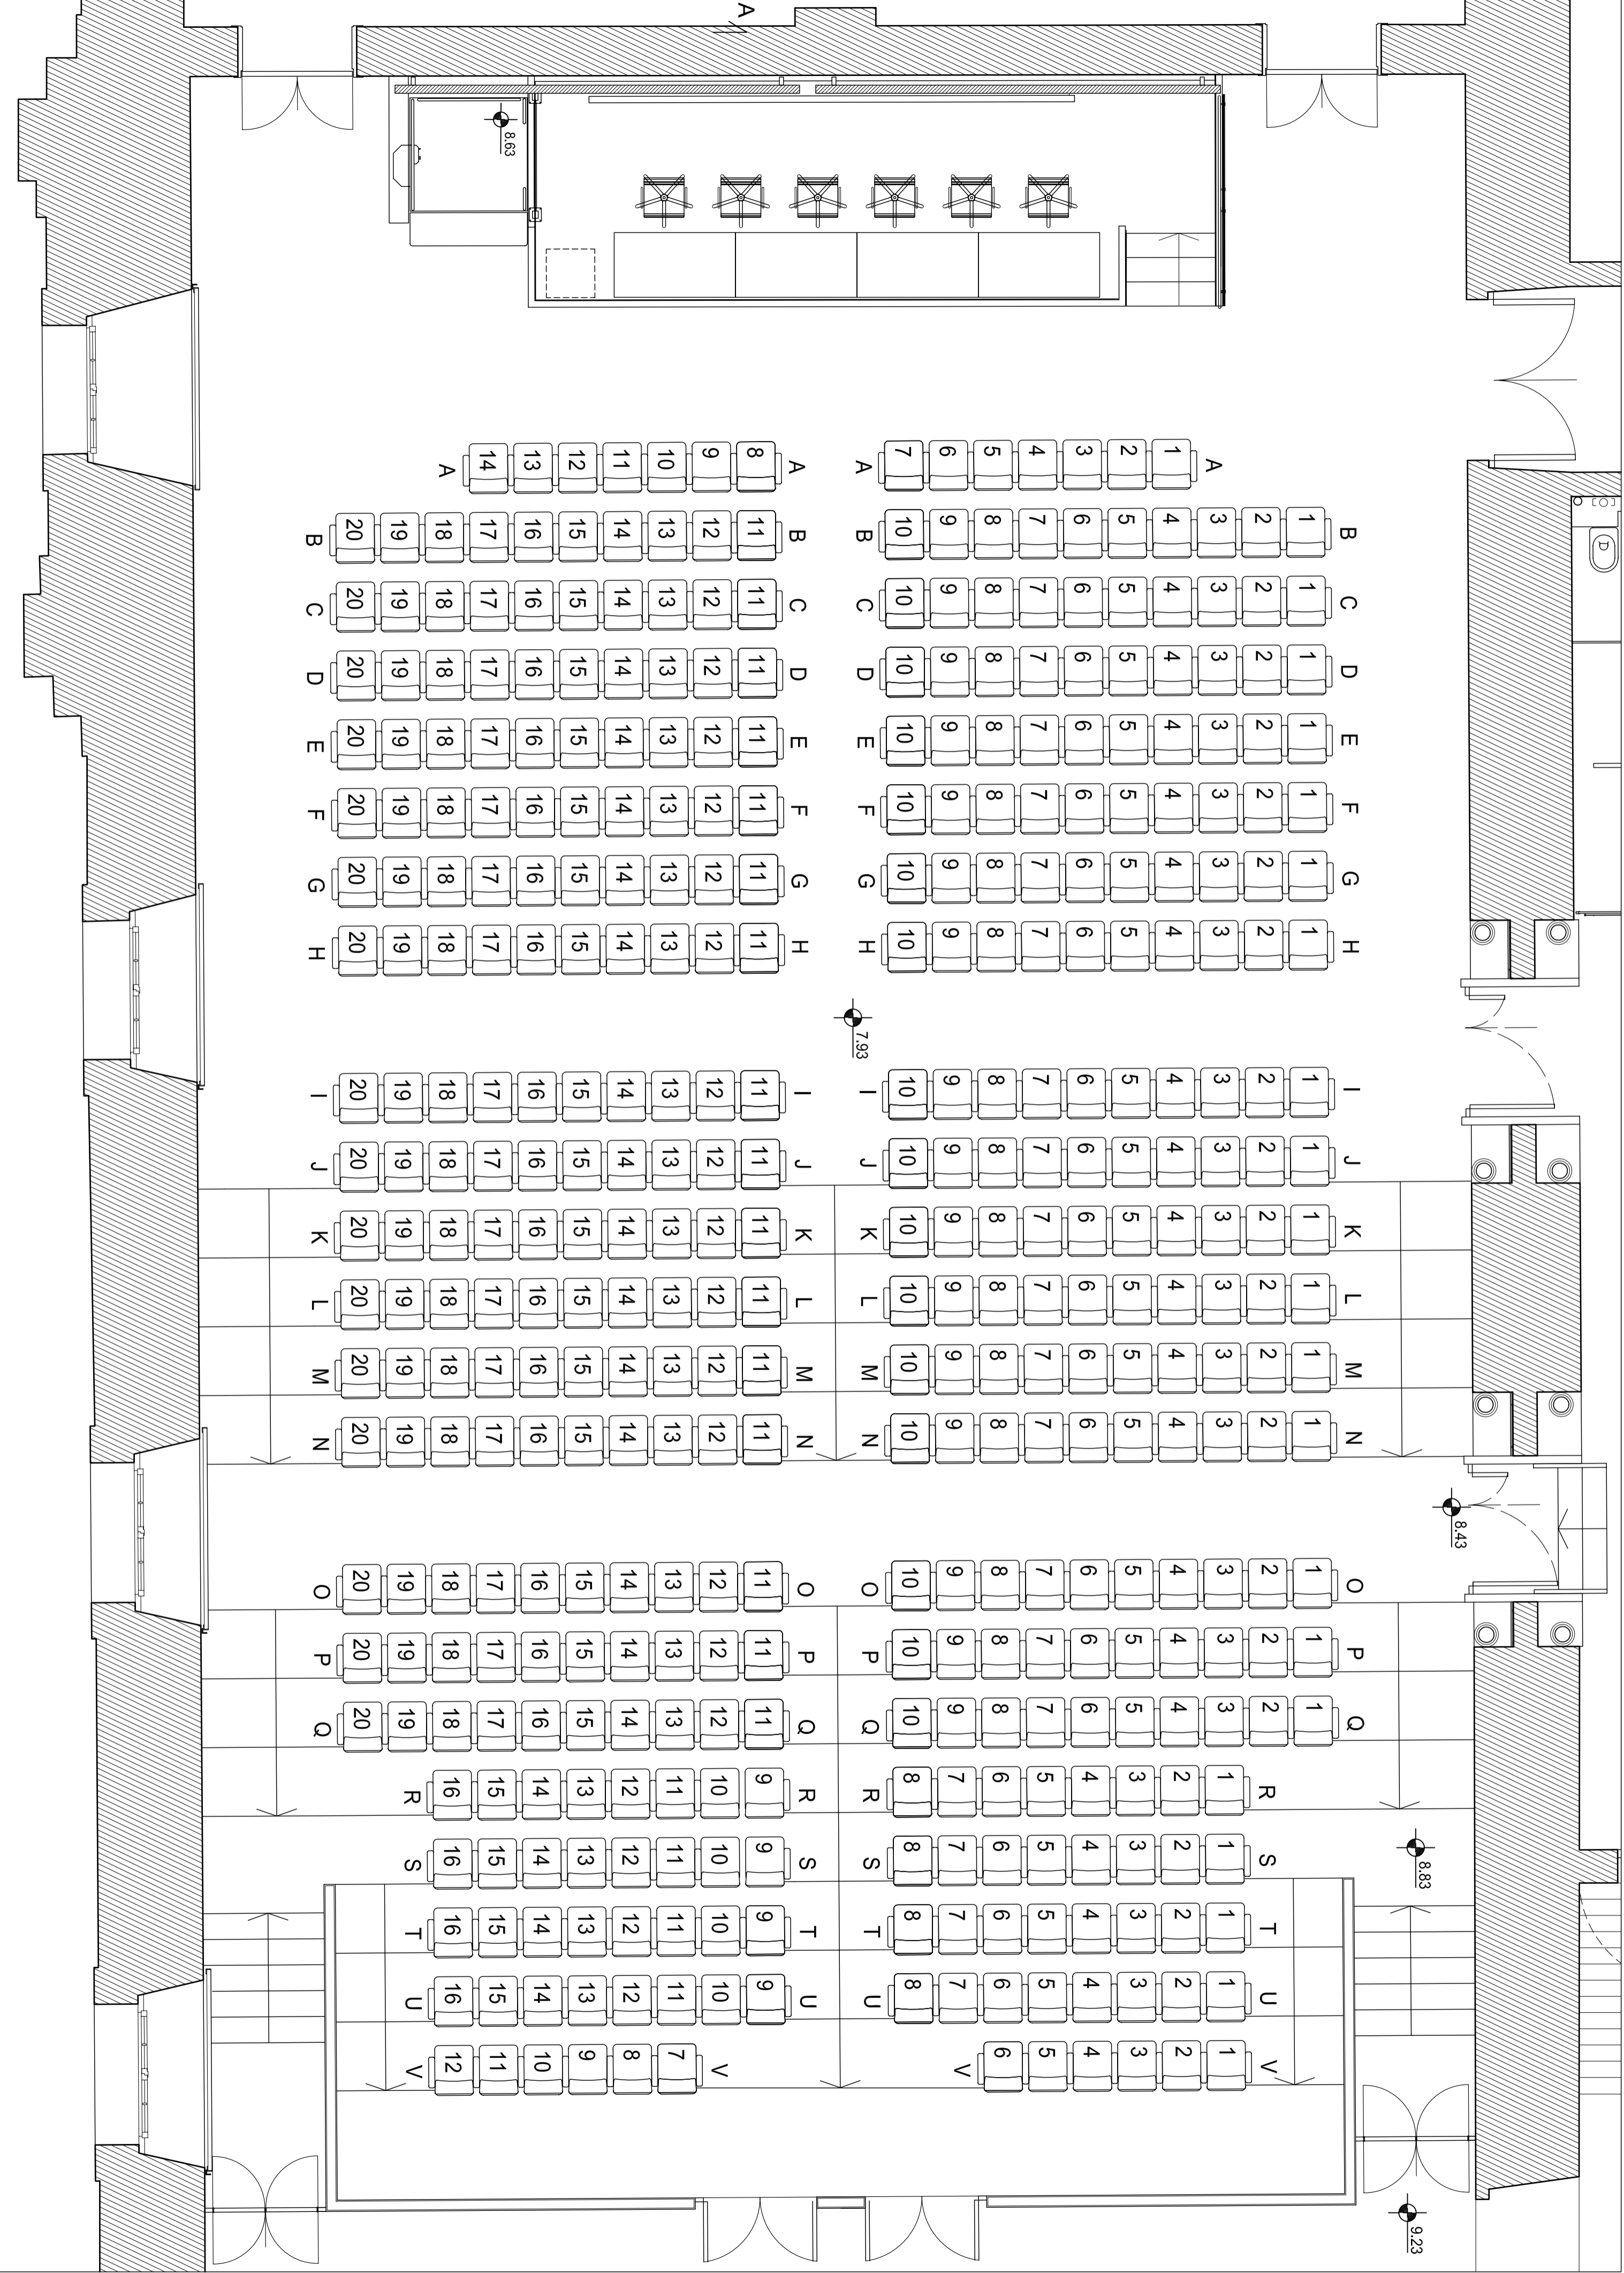 A
8.63
A 14 13 12 11 10 9 8 A A 7 6 5 4 3 2 1 A
B 20 19 18 17 16 15 14 13 12 11 B B 10 9 8 7 6 5 4 3 2 1 B
C 20 19 18 17 16 15 14 13 12 11 C C 10 9 8 7 6 5 4 3 2 1 C
D 20 19 18 17 16 15 14 13 12 11 D D 10 9 8 7 6 5 4 3 2 1 D
E 20 19 18 17 16 15 14 13 12 11 E E 10 9 8 7 6 5 4 3 2 1 E
F 20 19 18 17 16 15 14 13 12 11 F F 10 9 8 7 6 5 4 3 2 1 F
G 20 19 18 17 16 15 14 13 12 11 G G 10 9 8 7 6 5 4 3 2 1 G
H 20 19 18 17 16 15 14 13 12 11 H H 10 9 8 7 6 5 4 3 2 1 H
7.93
I 20 19 18 17 16 15 14 13 12 11 I I 10 9 8 7 6 5 4 3 2 1 I
J 20 19 18 17 16 15 14 13 12 11 J J 10 9 8 7 6 5 4 3 2 1 J
K 20 19 18 17 16 15 14 13 12 11 K K 10 9 8 7 6 5 4 3 2 1 K
L 20 19 18 17 16 15 14 13 12 11 L L 10 9 8 7 6 5 4 3 2 1 L
M 20 19 18 17 16 15 14 13 12 11 M M 10 9 8 7 6 5 4 3 2 1 M
N 20 19 18 17 16 15 14 13 12 11 N N 10 9 8 7 6 5 4 3 2 1 N
8.43
O 20 19 18 17 16 15 14 13 12 11 O O 10 9 8 7 6 5 4 3 2 1 O
P 20 19 18 17 16 15 14 13 12 11 P P 10 9 8 7 6 5 4 3 2 1 P
Q 20 19 18 17 16 15 14 13 12 11 Q Q 10 9 8 7 6 5 4 3 2 1 Q
R 16 15 14 13 12 11 10 9 R R 8 7 6 5 4 3 2 1 R
S 16 15 14 13 12 11 10 9 S S 8 7 6 5 4 3 2 1 S
8.83
T 16 15 14 13 12 11 10 9 T T 8 7 6 5 4 3 2 1 T
U 16 15 14 13 12 11 10 9 U U 8 7 6 5 4 3 2 1 U
V 12 11 10 9 8 7 V V 6 5 4 3 2 1 V
9.23